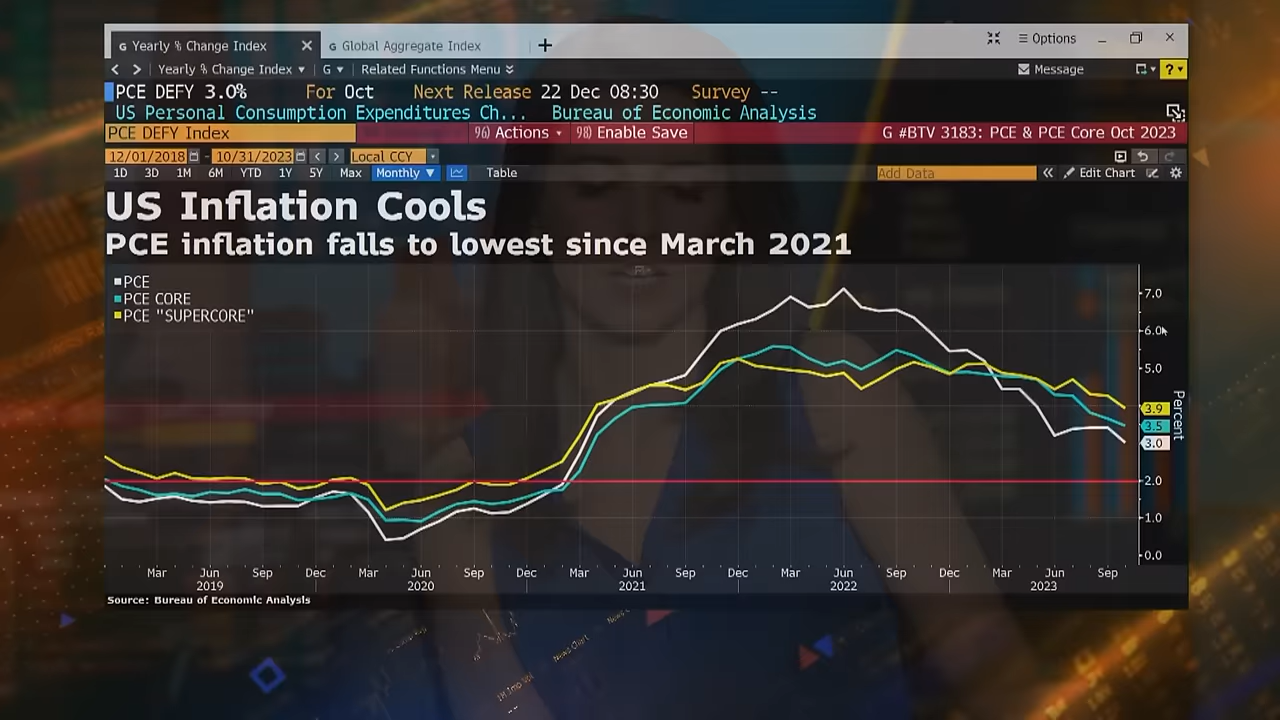 G Yearly % Change Index
G Global Aggregate Index
Options
Yearly % Change Index
G
Related Functions Menu
Message
?
PCE DEFY 3.0% For Oct Next Release 22 Dec 08:30 Survey --
US Personal Consumption Expenditures Ch... Bureau of Economic Analysis
PCE DEFY Index
96) Actions
98) Enable Save
G #BTV 3183: PCE & PCE Core Oct 2023
12/01/2018 - 10/31/2023
Local CCY
1D 3D 1M 6M YTD 1Y 5Y Max Monthly ▼ Table
Add Data
Edit Chart
US Inflation Cools
PCE inflation falls to lowest since March 2021
PCE
PCE CORE
PCE "SUPERCORE"
7.0
6.0
5.0
3.9
3.5
3.0
2.0
1.0
0.0
Percent
Mar Jun Sep Dec Mar Jun Sep Dec Mar Jun Sep Dec Mar Jun Sep Dec Mar Jun Sep
2019 2020 2021 2022 2023
Source: Bureau of Economic Analysis
News Chart